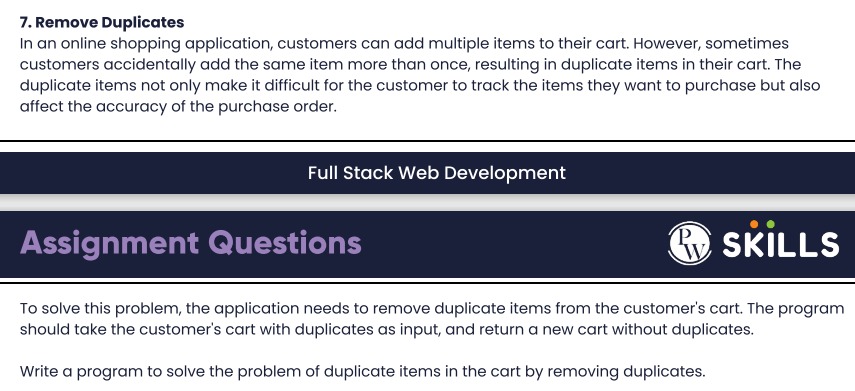 7. Remove Duplicates
In an online shopping application, customers can add multiple items to their cart. However, sometimes
customers accidentally add the same item more than once, resulting in duplicate items in their cart. The
duplicate items not only make it difficult for the customer to track the items they want to purchase but also
affect the accuracy of the purchase order.
Full Stack Web Development
Assignment Questions
PW SKILLS
To solve this problem, the application needs to remove duplicate items from the customer's cart. The program
should take the customer's cart with duplicates as input, and return a new cart without duplicates.
Write a program to solve the problem of duplicate items in the cart by removing duplicates.